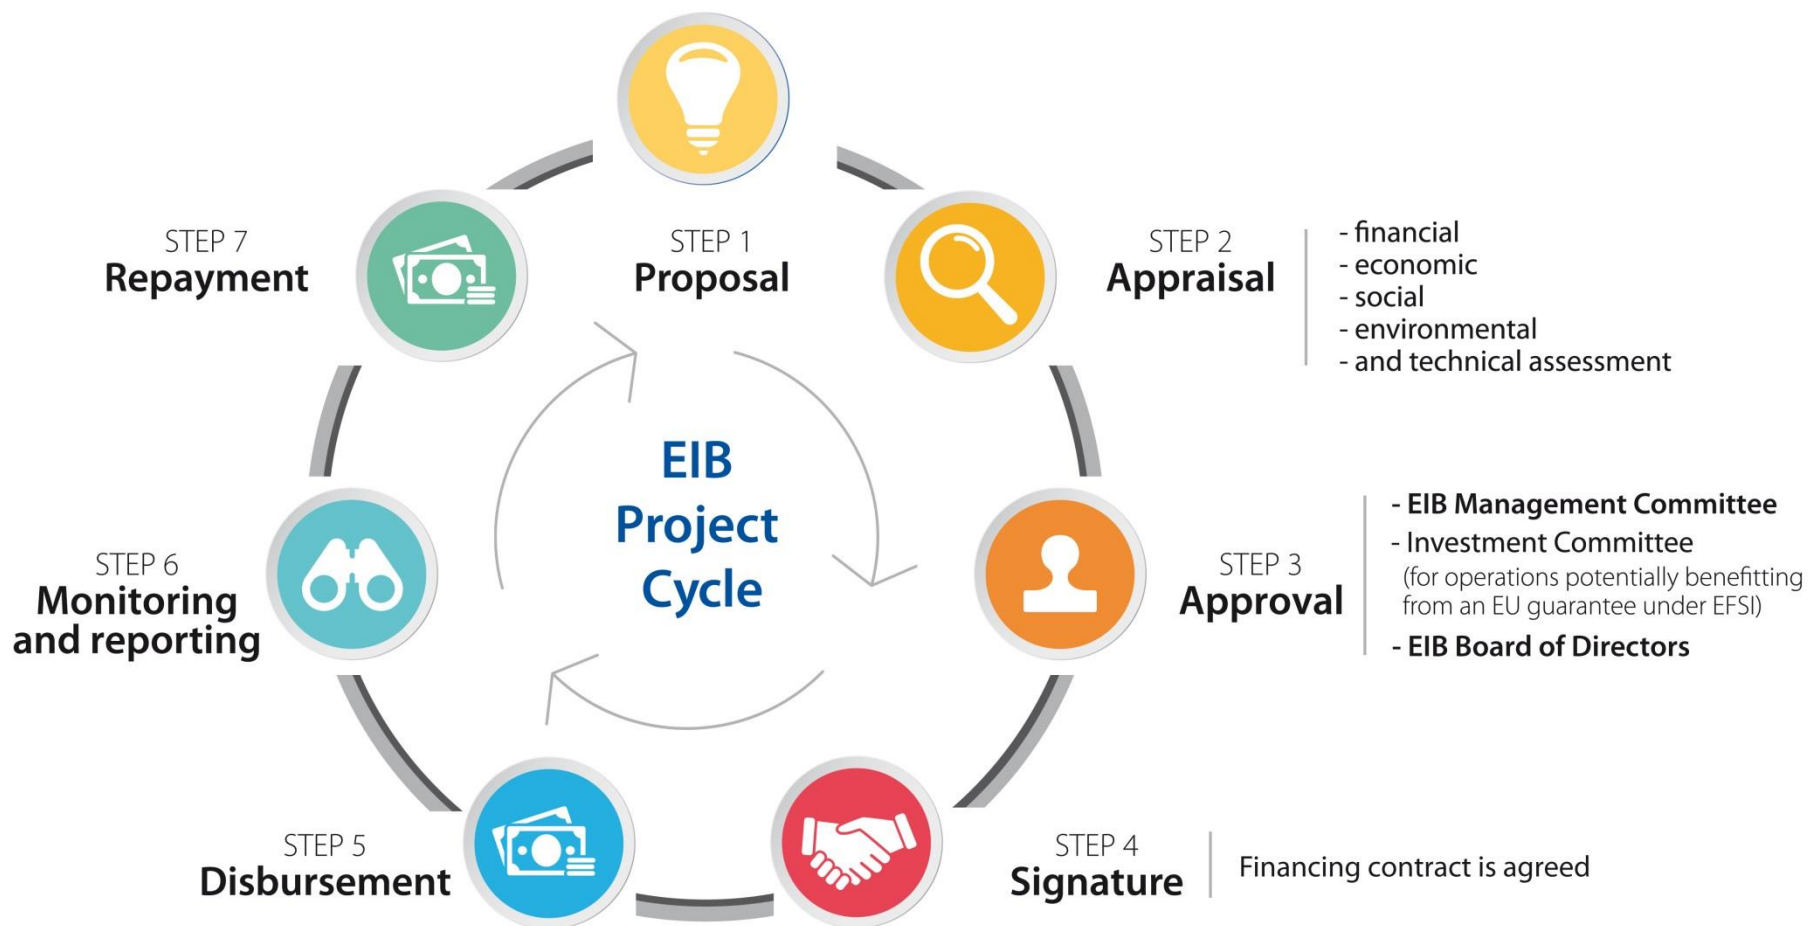 EIB
Project
Cycle
STEP 1
Proposal
STEP 2
Appraisal
- financial
- economic
- social
- environmental
- and technical assessment
STEP 3
Approval
- EIB Management Committee
- Investment Committee
(for operations potentially benefitting
from an EU guarantee under EFSI)
- EIB Board of Directors
STEP 4
Signature
Financing contract is agreed
STEP 5
Disbursement
STEP 6
Monitoring
and reporting
STEP 7
Repayment